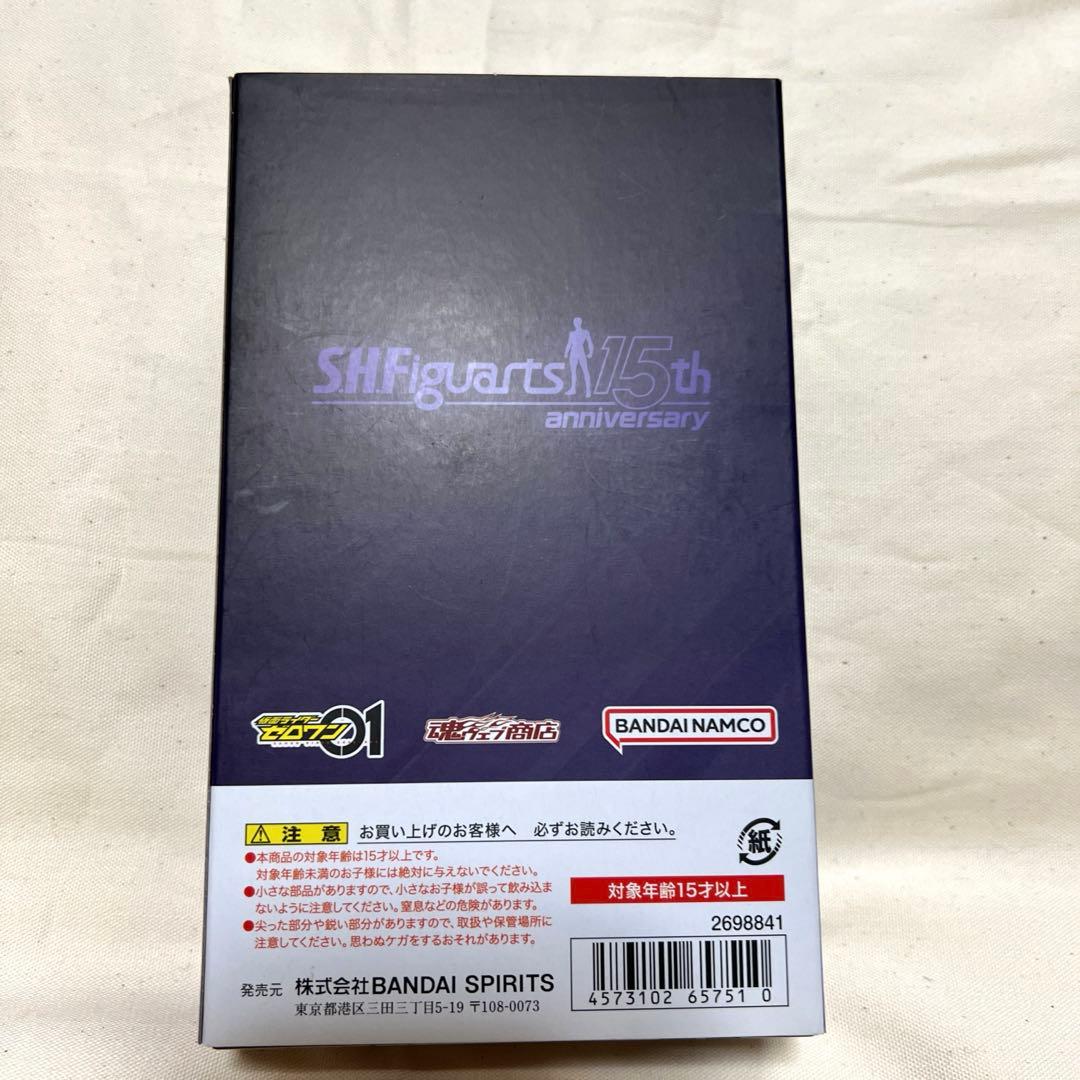 S.H.Figuarts 15th
anniversary
仮面ライダー
ゼロワン 01
魂ウェブ商店
BANDAI NAMCO
注意 お買い上げのお客様へ 必ずお読みください。
●本商品の対象年齢は15才以上です。
対象年齢未満のお子様には絶対に与えないでください。
●小さな部品がありますので、小さなお子様が誤って飲み込ま
ないように注意してください。窒息などの危険があります。
●尖った部分や鋭い部分がありますので、取扱や保管場所に
注意してください。思わぬケガをするおそれがあります。
紙
対象年齢15才以上
2698841
4573102 657510
発売元 株式会社BANDAI SPIRITS
東京都港区三田三丁目5-19 〒108-0073